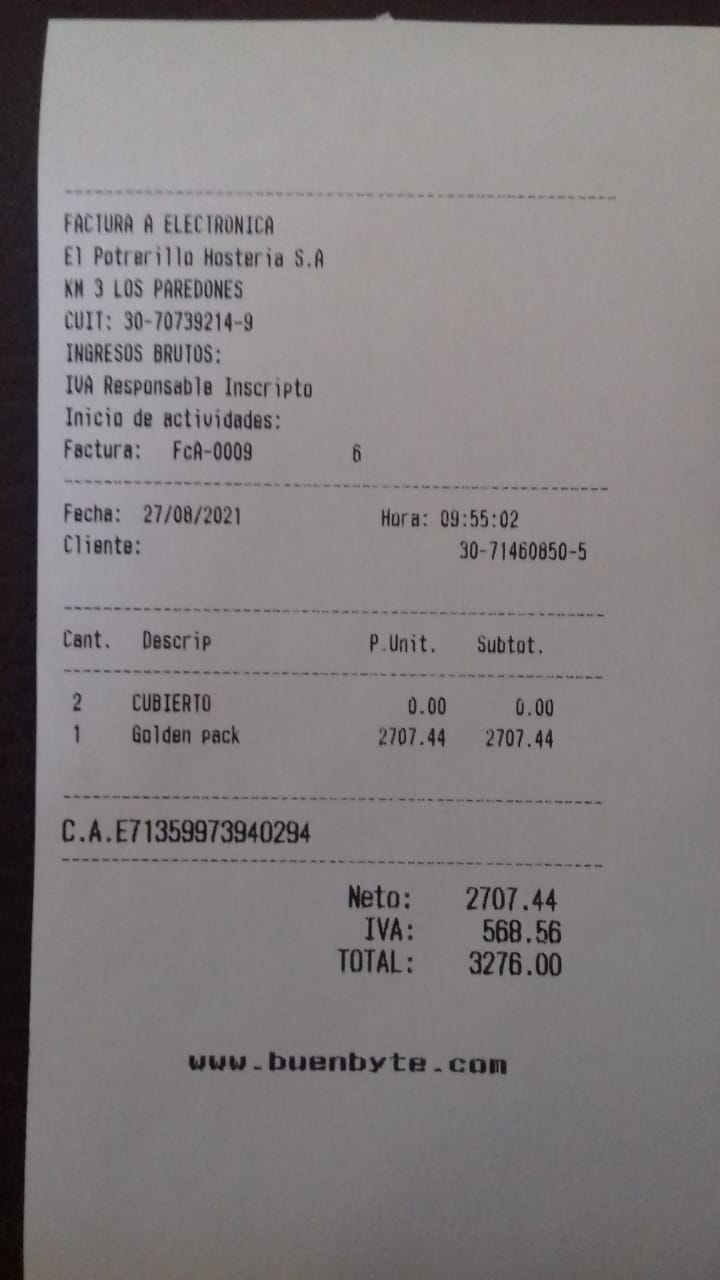 FACTURA A ELECTRONICA
El Potrerillo Hosteria S.A
KM 3 LOS PAREDONES
CUIT: 30-70739214-9
INGRESOS BRUTOS:
IVA Responsable Inscripto
Inicio de actividades:
Factura: FcA-0009 6
Fecha: 27/08/2021 Hora: 09:55:02
Cliente: 30-71460850-5
Cant. Descrip P.Unit. Subtot.
2 CUBIERTO 0.00 0.00
1 Golden pack 2707.44 2707.44
C.A.E71359973940294
Neto: 2707.44
IVA: 568.56
TOTAL: 3276.00
www.buenbyte.com